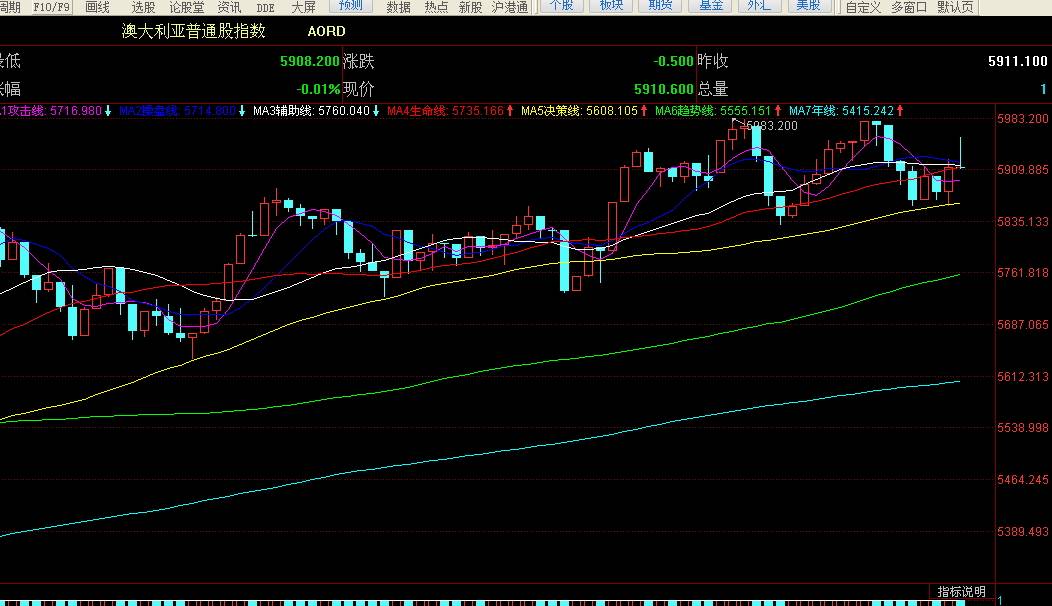 周期 F10/F9 画线 选股 论股堂 资讯 DDE 大屏 预测 数据 热点 新股 沪港通 个股 板块 期货 基金 外汇 美股 自定义 多窗口 默认页
澳大利亚普通股指数 AORD
最低 5908.200 涨跌 -0.500 昨收 5911.100
涨幅 -0.01% 现价 5910.600 总量 1
1攻击线: 5716.980↓ MA2操盘线: 5714.800↓ MA3辅助线: 5760.040↓ MA4生命线: 5735.166↑ MA5决策线: 5608.105↑ MA6趋势线: 5555.151↑ MA7年线: 5415.242↑
5983.200
5983.200
5909.885
5835.133
5761.818
5687.065
5612.313
5538.998
5464.245
5389.493
指标说明
1